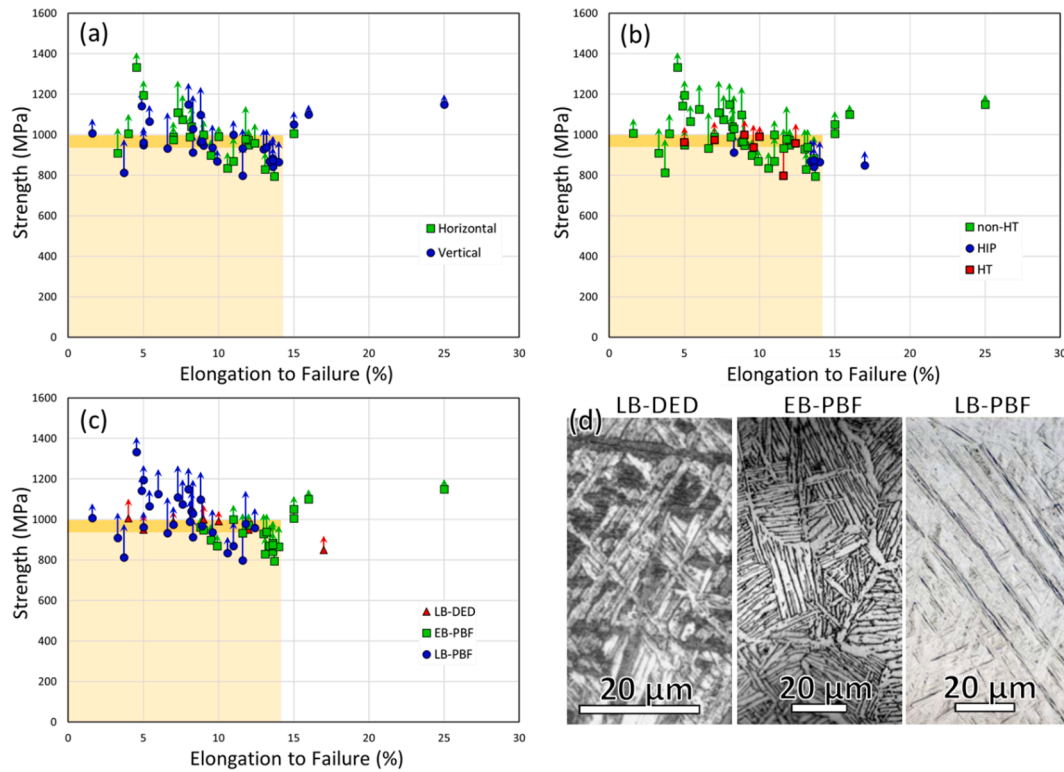 (a)
1600
1400
1200
1000
800
600
400
200
0
0 5 10 15 20 25 30
Strength (MPa)
Elongation to Failure (%)
Horizontal
Vertical
(b)
1600
1400
1200
1000
800
600
400
200
0
0 5 10 15 20 25 30
Strength (MPa)
Elongation to Failure (%)
non-HT
HIP
HT
(c)
1600
1400
1200
1000
800
600
400
200
0
0 5 10 15 20 25 30
Strength (MPa)
Elongation to Failure (%)
LB-DED
EB-PBF
LB-PBF
(d)
LB-DED EB-PBF LB-PBF
20 μm 20 μm 20 μm